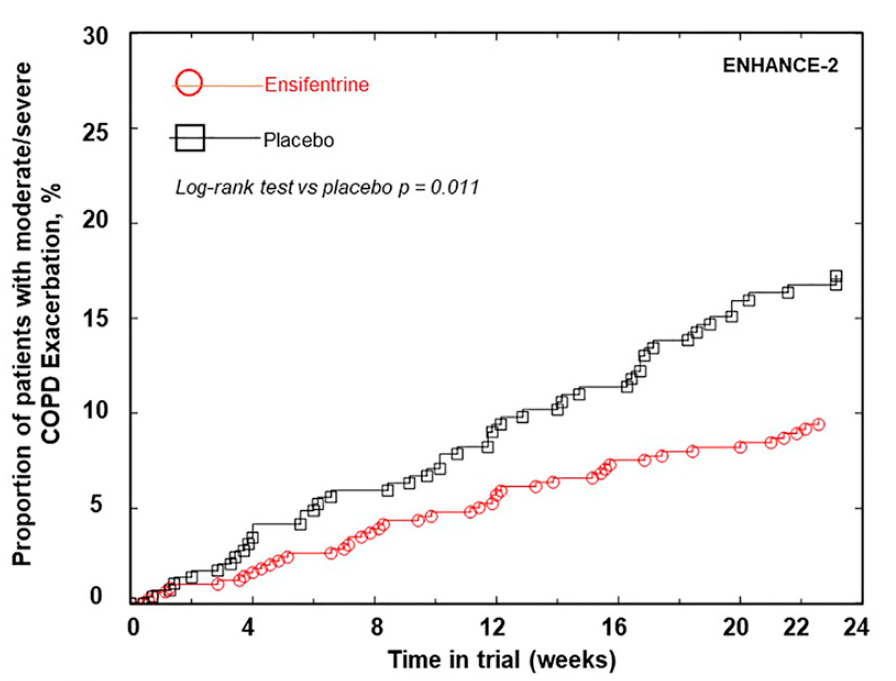 30
ENHANCE-2
Ensifentrine
25
Placebo
Log-rank test vs placebo p = 0.011
20
Proportion of patients with moderate/severe
COPD Exacerbation, %
15
10
5
0
0 4 8 12 16 20 22 24
Time in trial (weeks)